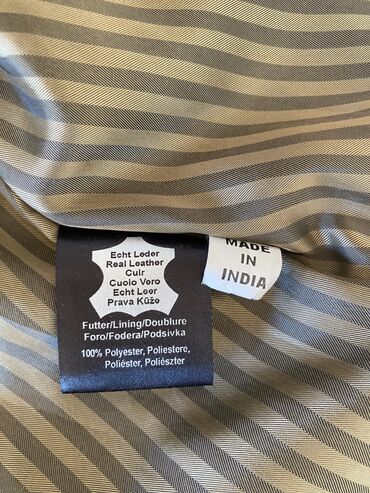 Echt Leder
Real Leather
Cuir
Cuoio Vero
Echt Leer
Prava Kůže
Futter/Lining/Doublure
Foro/Fodera/Podsivka
100% Polyester, Poliestere,
Poliéster, Poliészter
MADE
IN
INDIA